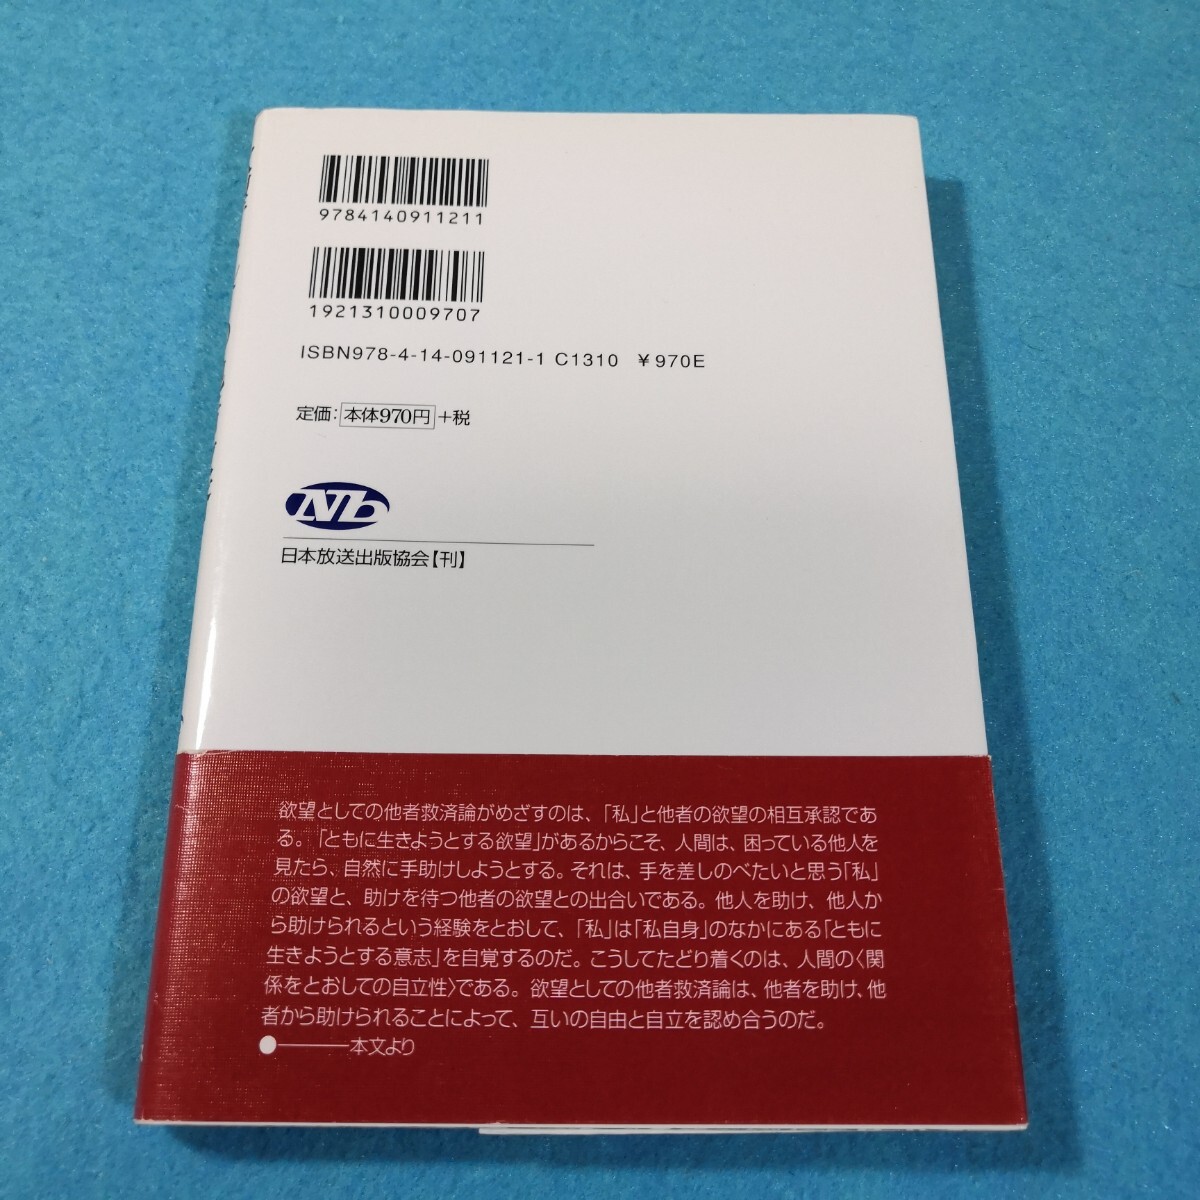 9784140911211
1921310009707
ISBN978-4-14-091121-1 C1310 ¥970E
定価:本体970円+税
Nb
日本放送出版協会【刊】
欲望としての他者救済論がめざすのは、「私」と他者の欲望の相互承認であ
る。「ともに生きようとする欲望」があるからこそ、人間は、困っている他人を
見たら、自然に手助けしようとする。それは、手を差しのべたいと思う「私」
の欲望と、助けを待つ他者の欲望との出合いである。他人を助け、他人か
ら助けられるという経験をとおして、「私」は「私自身」のなかにある「ともに
生きようとする意志」を自覚するのだ。こうしてたどり着くのは、人間の〈関
係をとおしての自立性〉である。欲望としての他者救済論は、他者を助け、他
者から助けられることによって、互いの自由と自立を認め合うのだ。
●――本文より